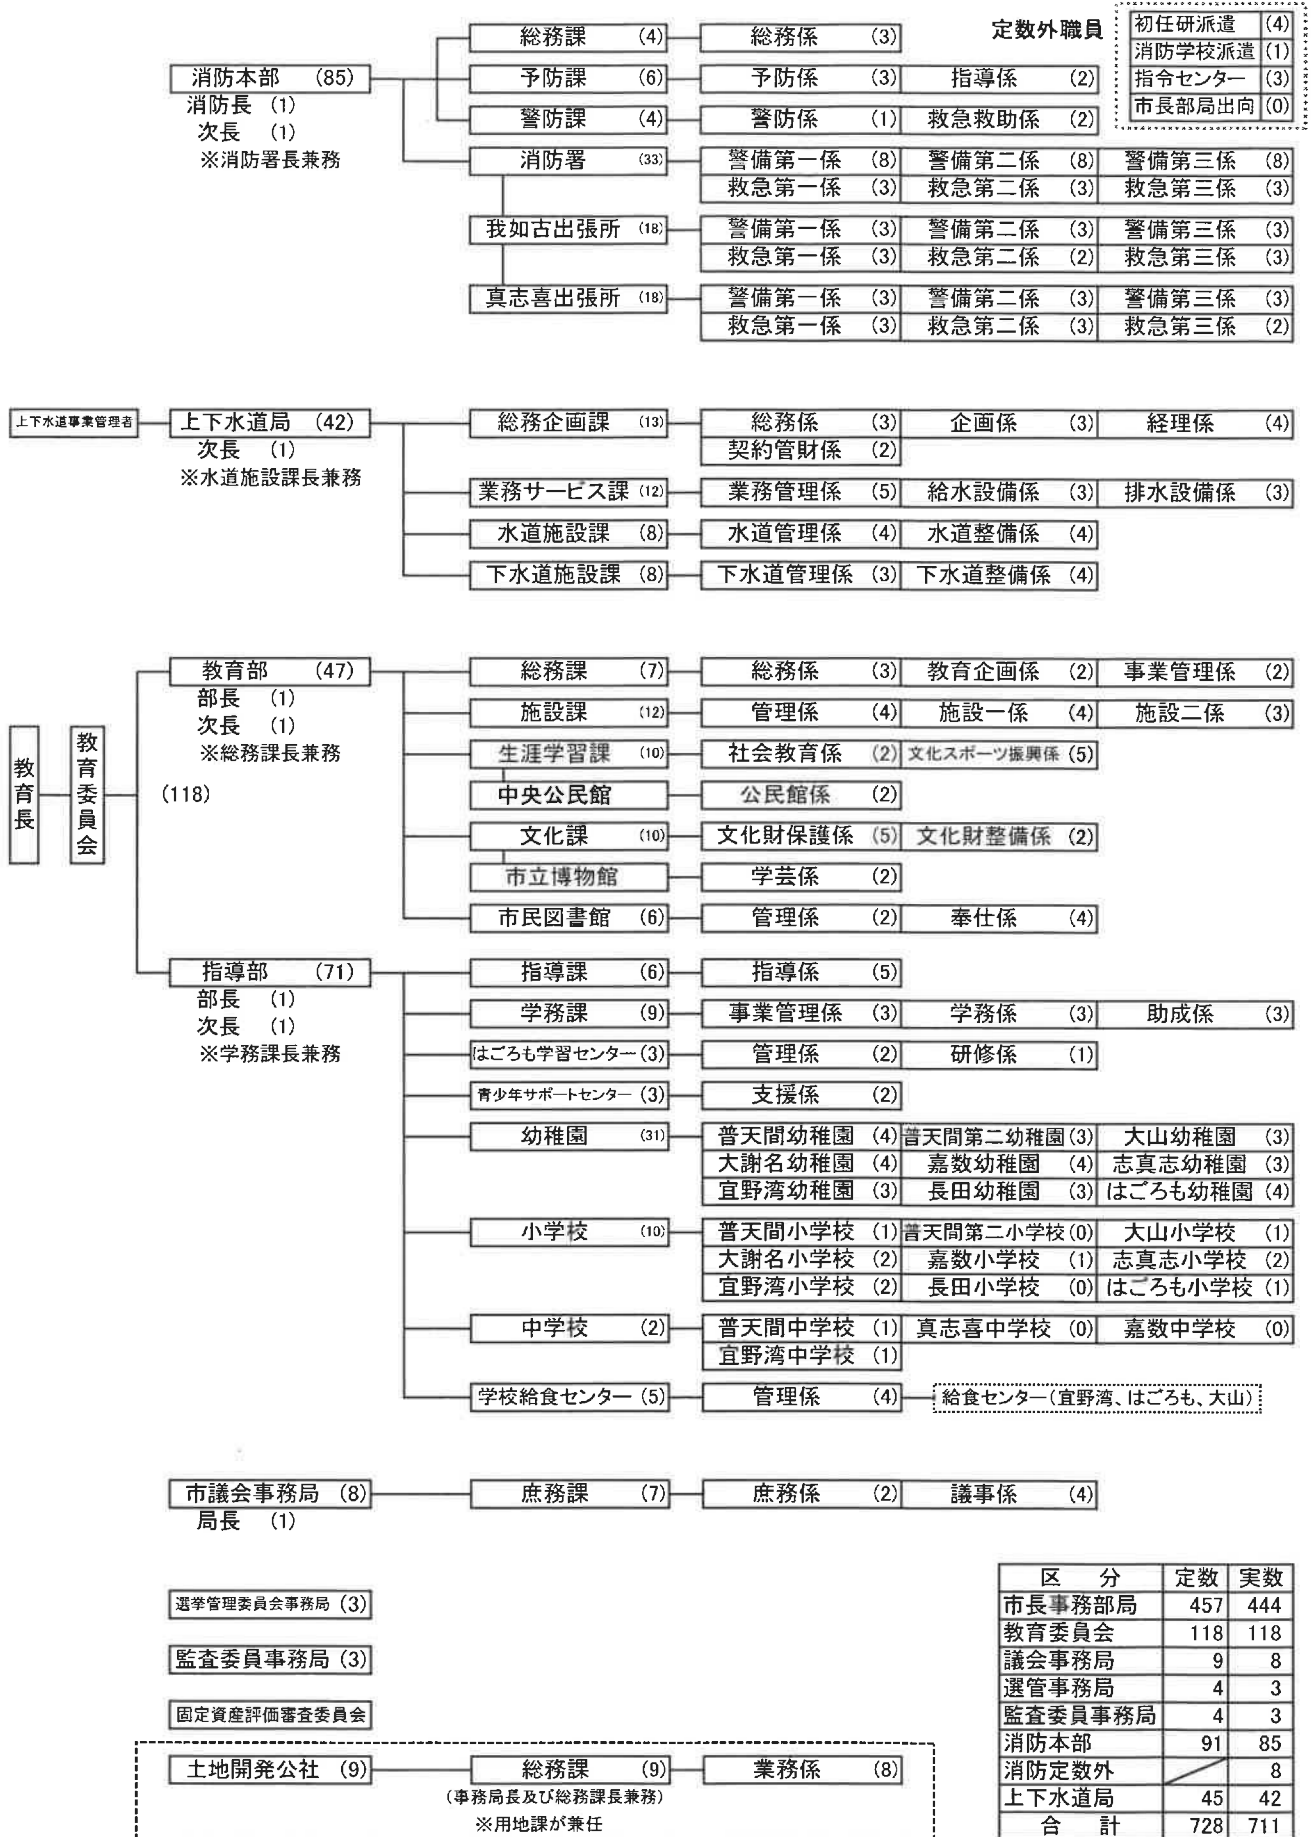 総務課 (4) 総務係 (3) 定数外職員 初任研派遣 (4)
消防学校派遣 (1)
消防本部 (85) 予防課 (6) 予防係 (3) 指導係 (2) 指令センター (3)
消防長 (1) 市長部局出向 (0)
次長 (1) 警防課 (4) 警防係 (1) 救急救助係 (2)
※消防署長兼務 消防署 (33) 警備第一係 (8) 警備第二係 (8) 警備第三係 (8)
救急第一係 (3) 救急第二係 (3) 救急第三係 (3)
我如古出張所 (18) 警備第一係 (3) 警備第二係 (3) 警備第三係 (3)
救急第一係 (3) 救急第二係 (2) 救急第三係 (3)
真志喜出張所 (18) 警備第一係 (3) 警備第二係 (3) 警備第三係 (3)
救急第一係 (3) 救急第二係 (3) 救急第三係 (2)
上下水道事業管理者 上下水道局 (42) 総務企画課 (13) 総務係 (3) 企画係 (3) 経理係 (4)
次長 (1) 契約管財係 (2)
※水道施設課長兼務
業務サービス課 (12) 業務管理係 (5) 給水設備係 (3) 排水設備係 (3)
水道施設課 (8) 水道管理係 (4) 水道整備係 (4)
下水道施設課 (8) 下水道管理係 (3) 下水道整備係 (4)
教育長 教育委員会 (118)
教育部 (47) 総務課 (7) 総務係 (3) 教育企画係 (2) 事業管理係 (2)
部長 (1)
次長 (1) 施設課 (12) 管理係 (4) 施設一係 (4) 施設二係 (3)
※総務課長兼務 生涯学習課 (10) 社会教育係 (2) 文化スポーツ振興係 (5)
中央公民館 公民館係 (2)
文化課 (10) 文化財保護係 (5) 文化財整備係 (2)
市立博物館 学芸係 (2)
市民図書館 (6) 管理係 (2) 奉仕係 (4)
指導部 (71) 指導課 (6) 指導係 (5)
部長 (1)
次長 (1) 学務課 (9) 事業管理係 (3) 学務係 (3) 助成係 (3)
※学務課長兼務 はごろも学習センター (3) 管理係 (2) 研修係 (1)
青少年サポートセンター (3) 支援係 (2)
幼稚園 (31) 普天間幼稚園 (4) 普天間第二幼稚園 (3) 大山幼稚園 (3)
大謝名幼稚園 (4) 嘉数幼稚園 (4) 志真志幼稚園 (3)
宜野湾幼稚園 (3) 長田幼稚園 (3) はごろも幼稚園 (4)
小学校 (10) 普天間小学校 (1) 普天間第二小学校 (0) 大山小学校 (1)
大謝名小学校 (2) 嘉数小学校 (1) 志真志小学校 (2)
宜野湾小学校 (2) 長田小学校 (0) はごろも小学校 (1)
中学校 (2) 普天間中学校 (1) 真志喜中学校 (0) 嘉数中学校 (0)
宜野湾中学校 (1)
学校給食センター (5) 管理係 (4) 給食センター(宜野湾、はごろも、大山)
市議会事務局 (8) 庶務課 (7) 庶務係 (2) 議事係 (4)
局長 (1)
選挙管理委員会事務局 (3)
監査委員事務局 (3)
固定資産評価審査委員会
土地開発公社 (9) 総務課 (9) 業務係 (8)
(事務局長及び総務課長兼務)
※用地課が兼任
区 分 定数 実数
市長事務部局 457 444
教育委員会 118 118
議会事務局 9 8
選管事務局 4 3
監査委員事務局 4 3
消防本部 91 85
消防定数外 8
上下水道局 45 42
合 計 728 711